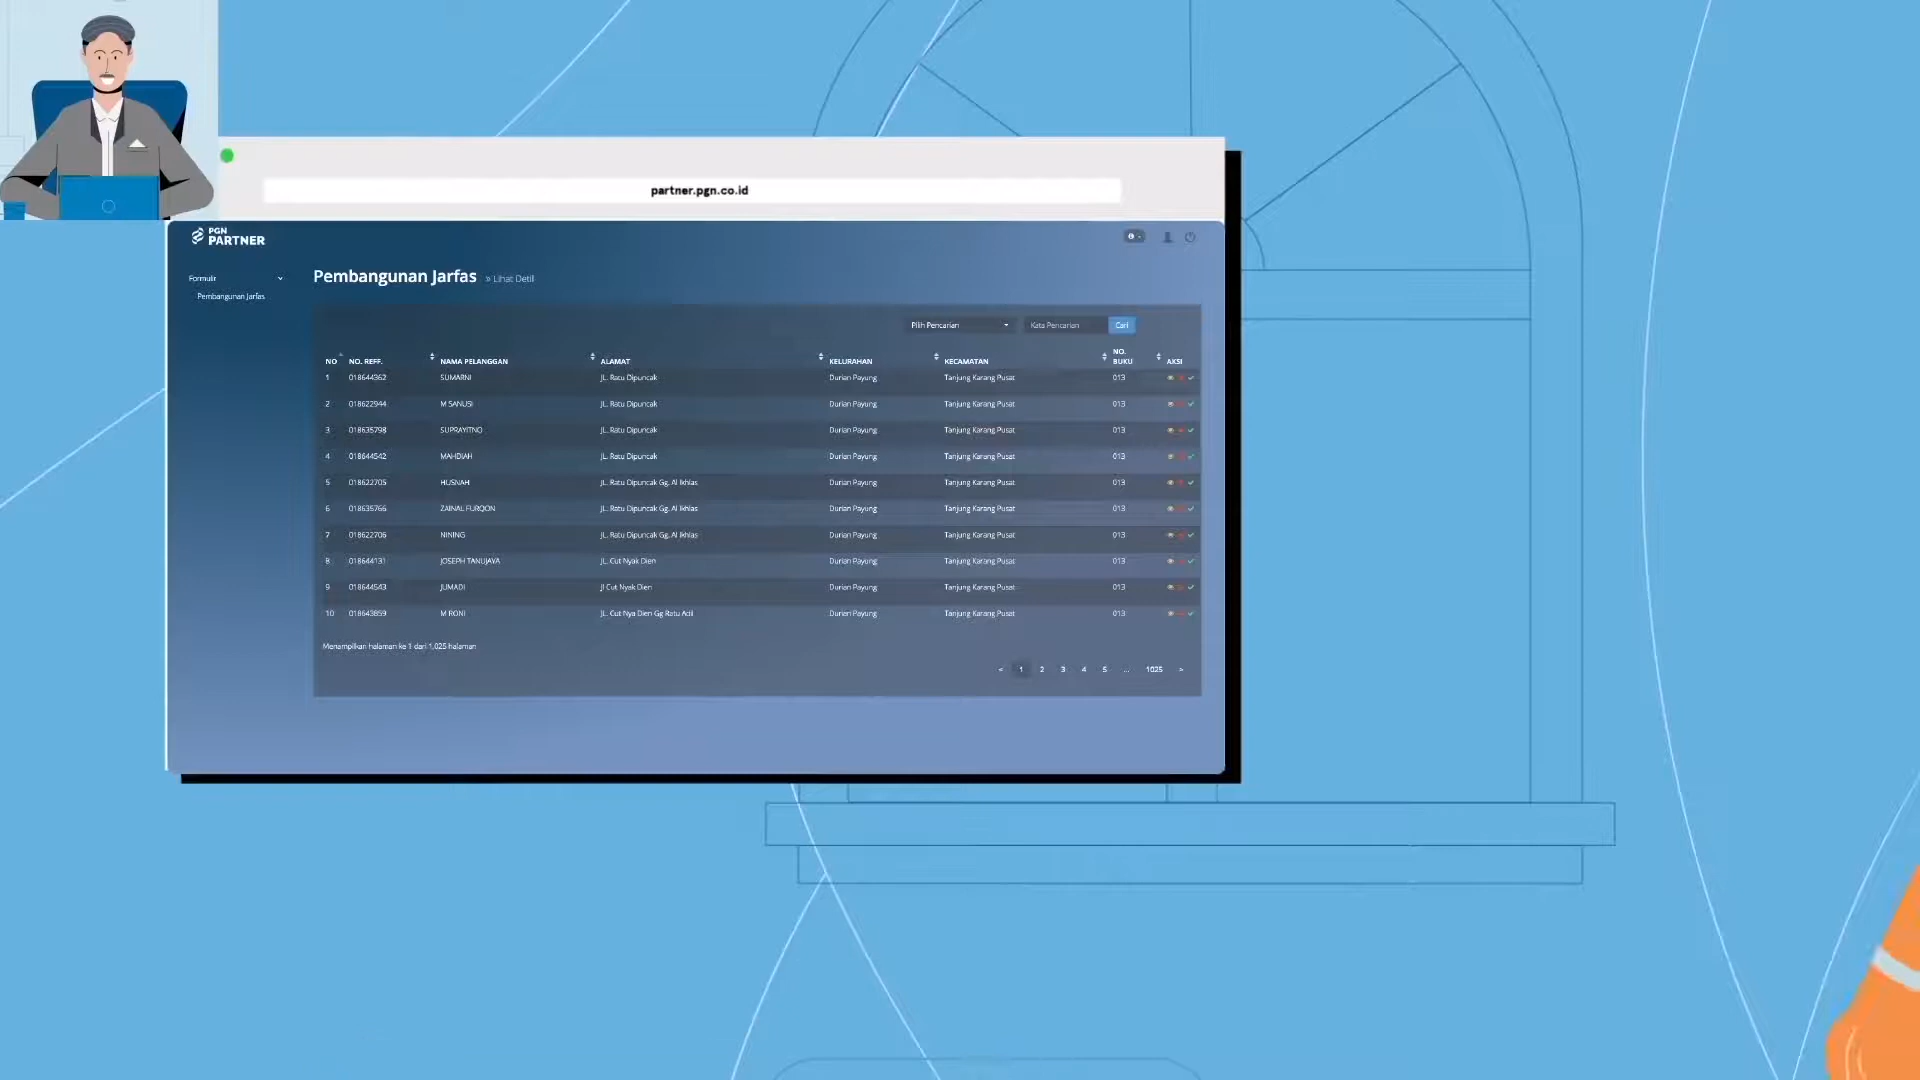 partner.pgn.co.id
PGN
PARTNER
Formulir
Pembangunan Jarfas
Pembangunan Jarfas » Lihat Detil
Pilih Pencarian Kata Pencarian Cari
NO NO. REFF. NAMA PELANGGAN ALAMAT KELURAHAN KECAMATAN NO. BUKU AKSI
1 018644362 SUMARNI JL. Ratu Dipuncak Durian Payung Tanjung Karang Pusat 013
2 018622944 M SANUSI JL. Ratu Dipuncak Durian Payung Tanjung Karang Pusat 013
3 018635798 SUPRAYITNO JL. Ratu Dipuncak Durian Payung Tanjung Karang Pusat 013
4 018644542 MAHDIAH JL. Ratu Dipuncak Durian Payung Tanjung Karang Pusat 013
5 018622705 HUSNAH JL. Ratu Dipuncak Gg. Al Ikhlas Durian Payung Tanjung Karang Pusat 013
6 018635766 ZAINAL FURQON JL. Ratu Dipuncak Gg. Al Ikhlas Durian Payung Tanjung Karang Pusat 013
7 018622706 NINING JL. Ratu Dipuncak Gg. Al Ikhlas Durian Payung Tanjung Karang Pusat 013
8 018644131 JOSEPH TANUJAYA JL. Cut Nyak Dien Durian Payung Tanjung Karang Pusat 013
9 018644543 JUMADI Jl Cut Nyak Dien Durian Payung Tanjung Karang Pusat 013
10 018643859 M RONI JL. Cut Nya Dien Gg Ratu Adil Durian Payung Tanjung Karang Pusat 013
Menampilkan halaman ke 1 dari 1,025 halaman
« 1 2 3 4 5 ... 1025 »